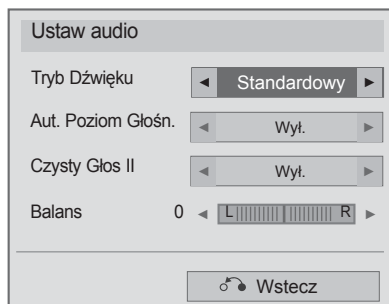 Ustaw audio
Tryb Dźwięku ◄ Standardowy ►
Aut. Poziom Głośn. ◄ Wył. ►
Czysty Głos II ◄ Wył. ►
Balans 0 ◄ L R ►
Wstecz